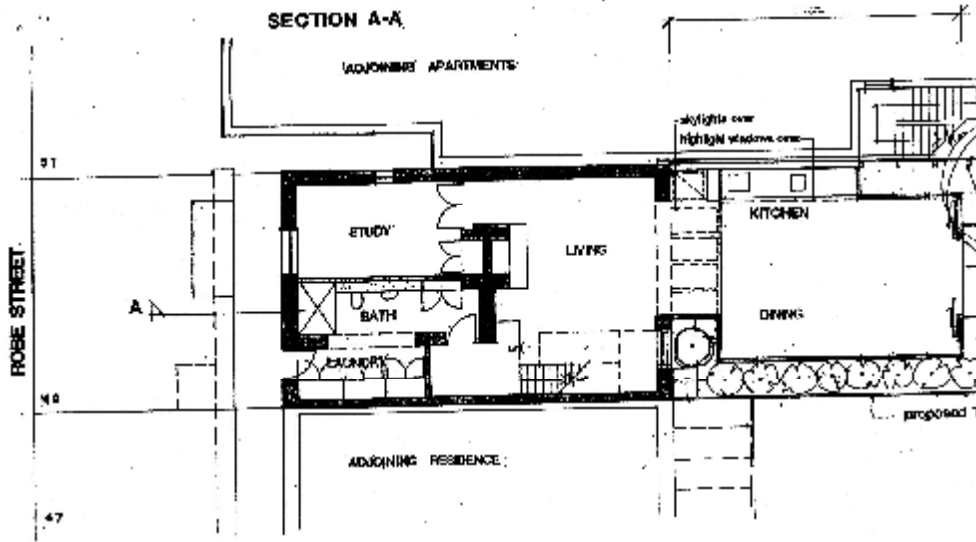 SECTION A-A
ADJOINING APARTMENTS
skylights over
highlight windows over
51
KITCHEN
STUDY
LIVING
ROBE STREET
A
BATH
DINING
LAUNDRY
49
proposed
ADJOINING RESIDENCE
47